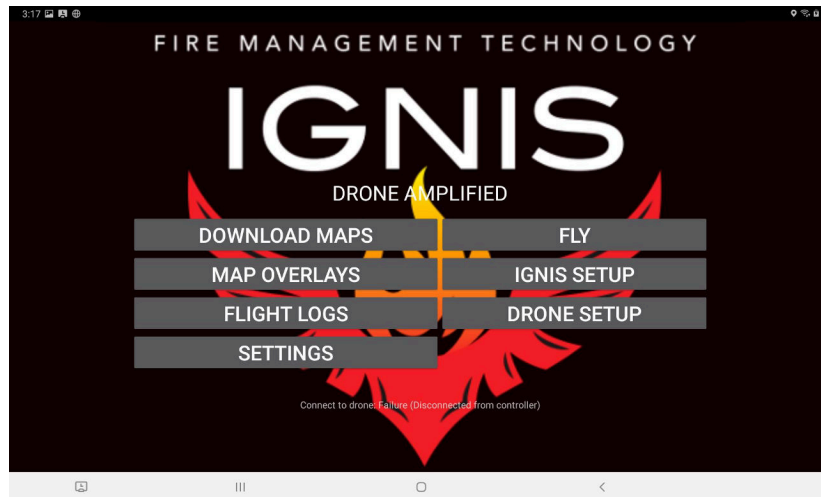 3:17
FIRE MANAGEMENT TECHNOLOGY
IGNIS
DRONE AMPLIFIED
DOWNLOAD MAPS
FLY
MAP OVERLAYS
IGNIS SETUP
FLIGHT LOGS
DRONE SETUP
SETTINGS
Connect to drone: Failure (Disconnected from controller)